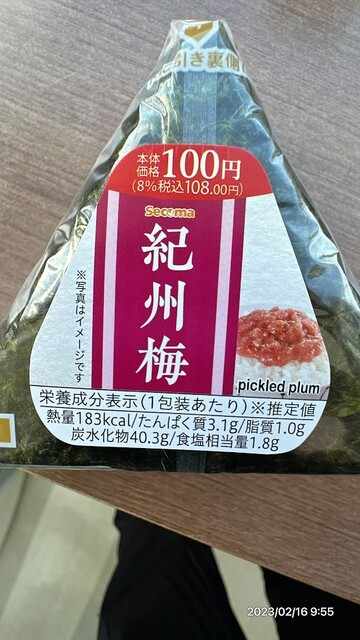 引き裏側
本体
価格 100円
(8%税込108.00円)
Secoma
紀州梅
※写真はイメージです
pickled plum
栄養成分表示(1包装あたり)※推定値
熱量183kcal/たんぱく質3.1g/脂質1.0g
炭水化物40.3g/食塩相当量1.8g
2023/02/16 9:55